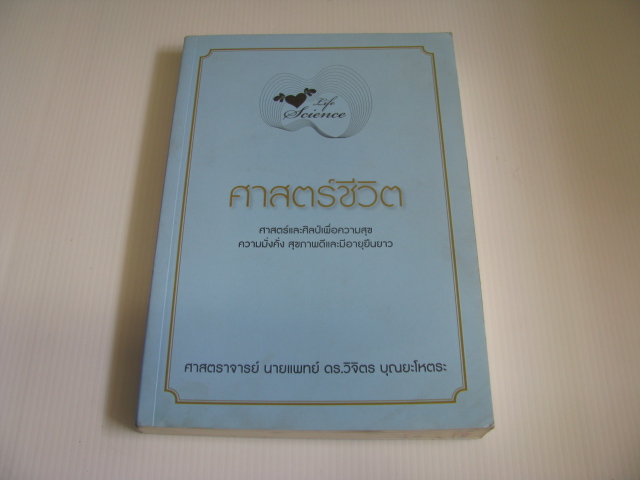 Life
Science
ศาสตร์ชีวิต
ศาสตร์และศิลป์เพื่อความสุข
ความมั่งคั่ง สุขภาพดีและมีอายุยืนยาว
ศาสตราจารย์ นายแพทย์ ดร.วิจิตร บุณยะโหตระ